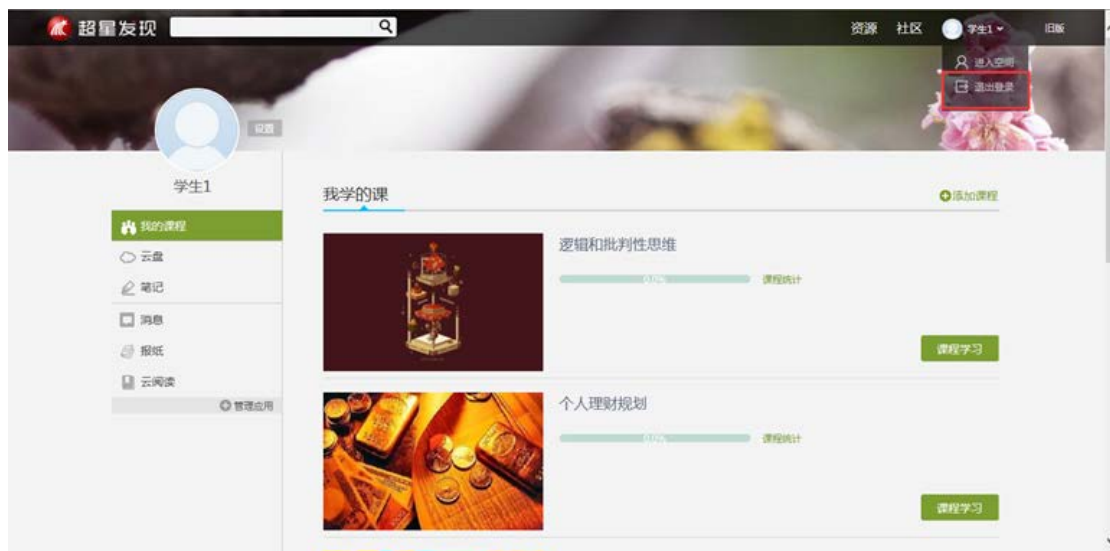 超星发现
资源 社区 学生1 旧版
进入空间
退出登录
设置
学生1
我的课程
云盘
笔记
消息
报纸
云阅读
管理应用
我学的课
添加课程
逻辑和批判性思维
0.0% 课程统计
课程学习
个人理财规划
0.0% 课程统计
课程学习